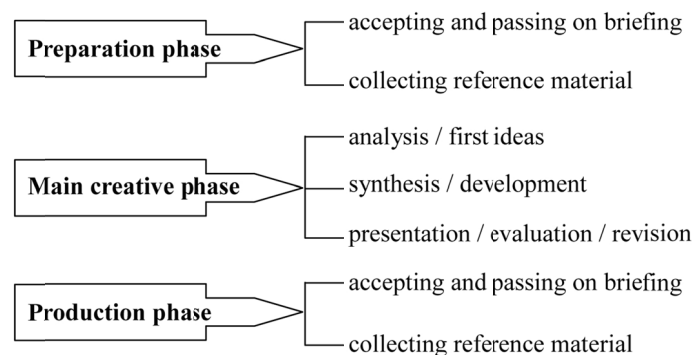 Preparation phase
accepting and passing on briefing
collecting reference material
Main creative phase
analysis / first ideas
synthesis / development
presentation / evaluation / revision
Production phase
accepting and passing on briefing
collecting reference material